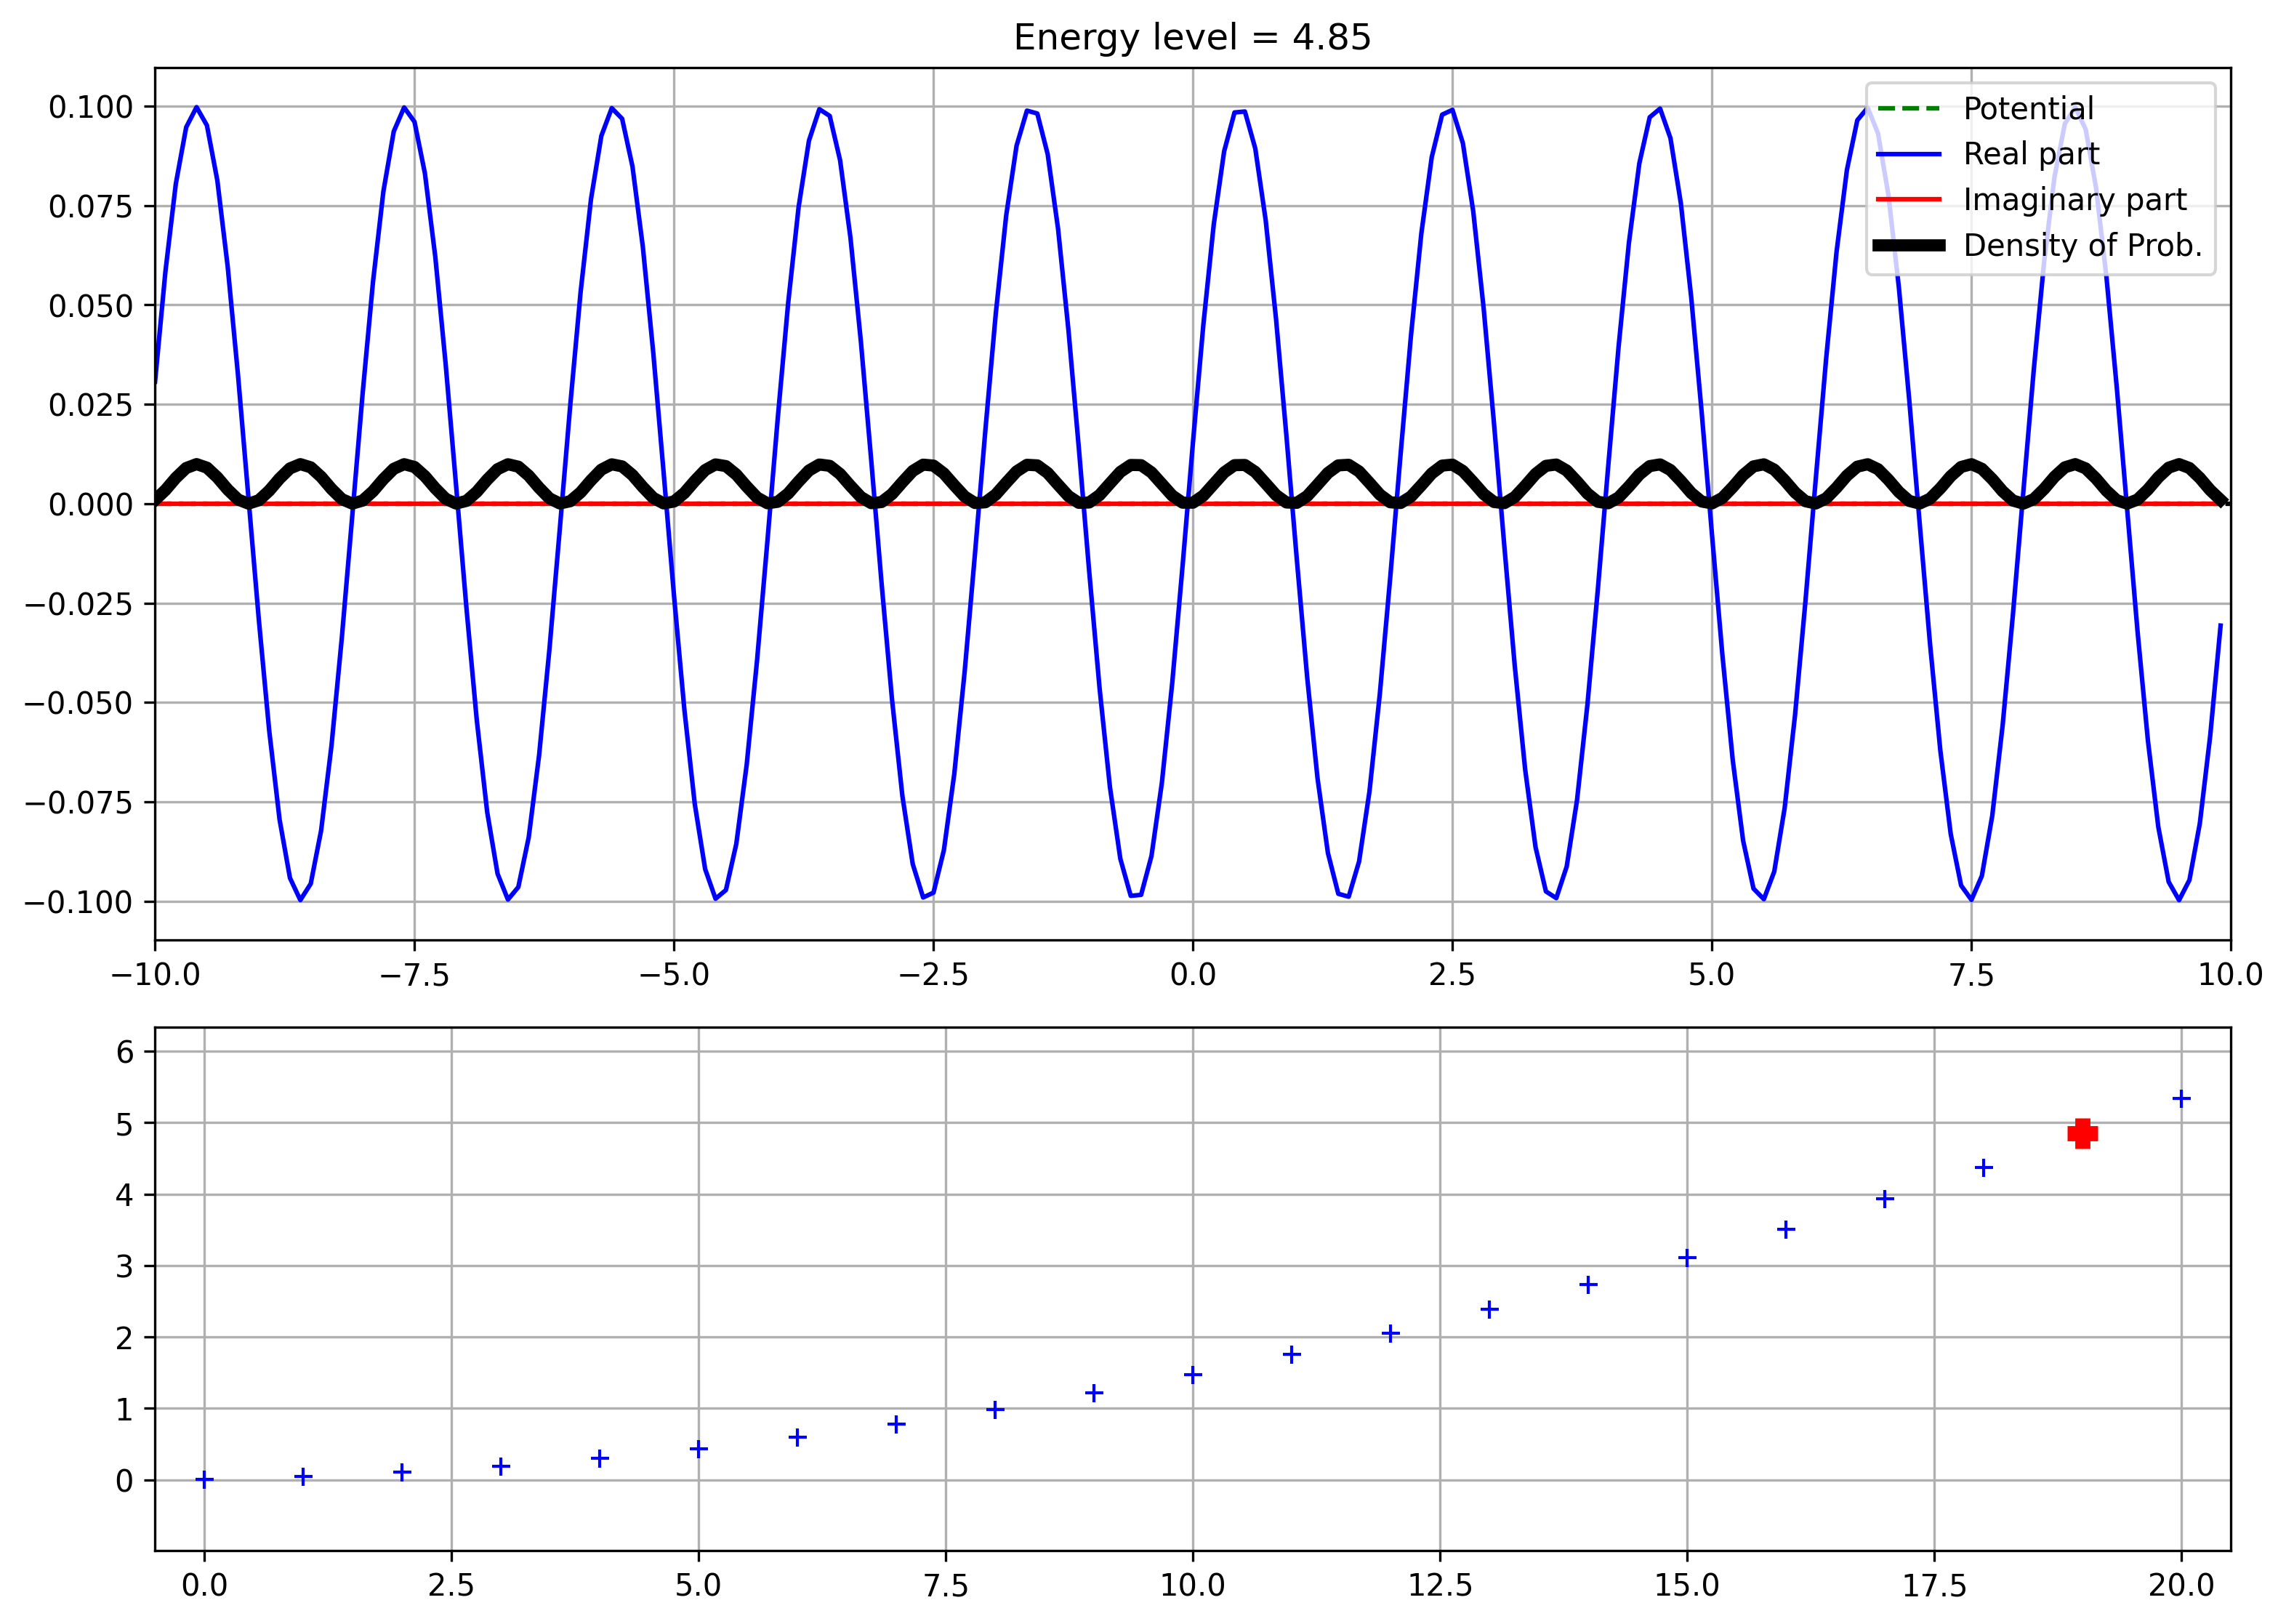 Energy level = 4.85
0.100
0.075
0.050
0.025
0.000
−0.025
−0.050
−0.075
−0.100
Potential
Real part
Imaginary part
Density of Prob.
−10.0 −7.5 −5.0 −2.5 0.0 2.5 5.0 7.5 10.0
6
5
4
3
2
1
0
0.0 2.5 5.0 7.5 10.0 12.5 15.0 17.5 20.0